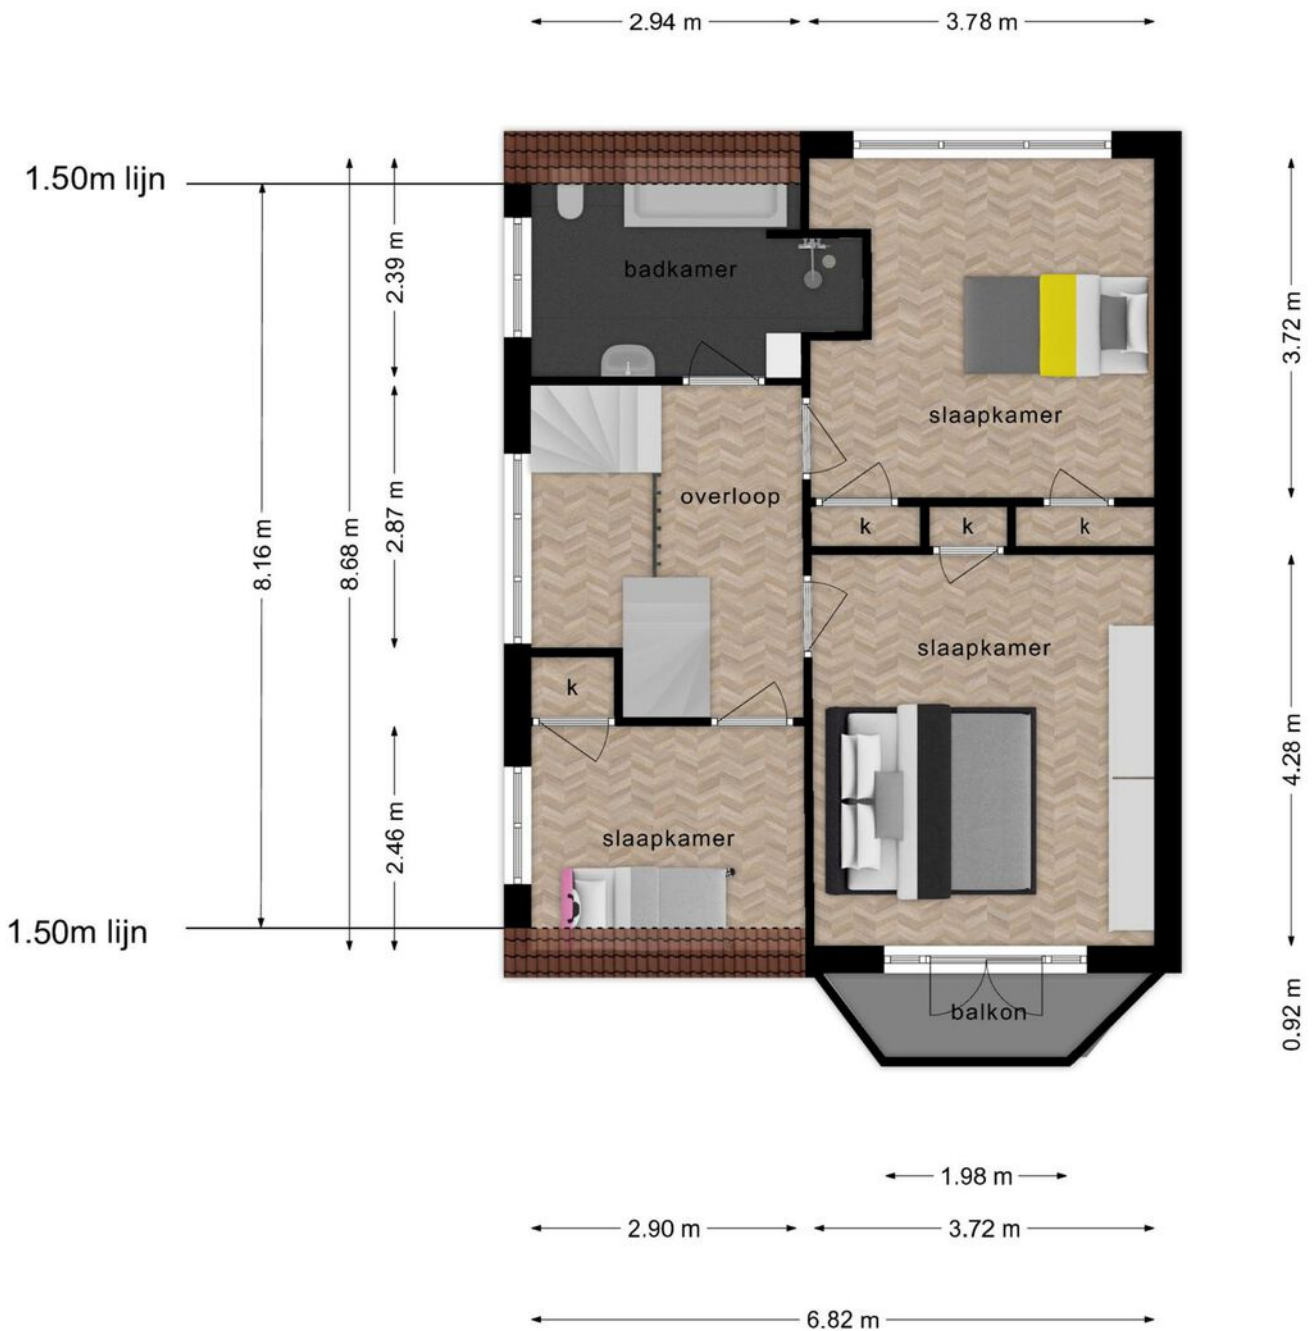 2.94 m
3.78 m
1.50m lijn
8.16 m
8.68 m
2.39 m
2.87 m
2.46 m
badkamer
slaapkamer
overloop
k
k
k
slaapkamer
k
slaapkamer
3.72 m
4.28 m
0.92 m
1.50m lijn
balkon
1.98 m
2.90 m
3.72 m
6.82 m